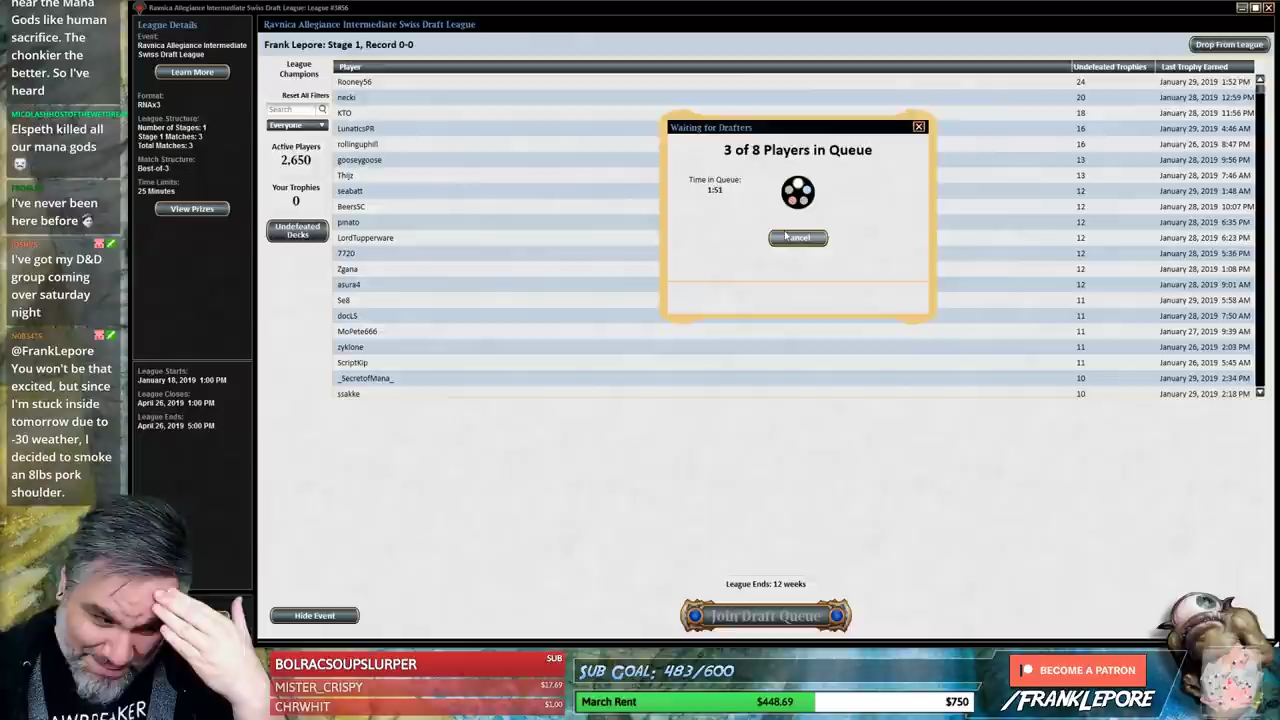 hear the Mana
Gods like horse
sacrifice. The
chonkier the
better. So I've
heard
Elspeth killed all
our mana gods
I've never been
here before
I've got my D&D
group coming
over saturday
night
N0B34TS
@FrankLepore
You won't be that
excited, but since
I'm stuck inside
tomorrow due to
-30 weather, I
decided to smoke
an 8lbs pork
shoulder.
Ravnica Allegiance Intermediate Swiss Draft League: League #3856
League Details
Event:
Ravnica Allegiance Intermediate
Swiss Draft League
Learn More
Format:
RNAx3
League Structure:
Number of Stages: 1
Stage 1 Matches: 3
Total Matches: 3
Match Structure:
Best-of-3
Time Limits:
25 Minutes
View Prizes
League Starts:
January 18, 2019 1:00 PM
League Closes:
April 26, 2019 1:00 PM
League Ends:
April 26, 2019 5:00 PM
Ravnica Allegiance Intermediate Swiss Draft League
Frank Lepore: Stage 1, Record 0-0
Drop From League
League
Champions
Reset All Filters
Search
Everyone
Active Players
2,650
Your Trophies
0
Undefeated
Decks
Player Undefeated Trophies Last Trophy Earned
Rooney56 24 January 29, 2019 1:52 PM
necki 20 January 28, 2019 12:59 PM
KTO 18 January 28, 2019 11:56 PM
LunaticsPR 16 January 29, 2019 4:46 AM
rollinguphill 16 January 29, 2019 8:47 PM
gooseygoose 13 January 28, 2019 9:56 PM
Thijz 13 January 28, 2019 7:46 AM
seabatt 12 January 29, 2019 1:48 AM
BeersSC 12 January 28, 2019 10:07 PM
pinato 12 January 28, 2019 6:35 PM
LordTupperware 12 January 28, 2019 6:23 PM
7720 12 January 28, 2019 5:36 PM
Zgana 12 January 28, 2019 1:08 PM
asura4 12 January 28, 2019 9:01 AM
Se8 11 January 29, 2019 5:58 AM
docLS 11 January 28, 2019 7:50 AM
MoPete666 11 January 27, 2019 9:39 AM
zyklone 11 January 26, 2019 2:03 PM
ScriptKip 11 January 26, 2019 5:45 AM
_SecretofMana_ 10 January 29, 2019 2:34 PM
ssakke 10 January 29, 2019 2:18 PM
Waiting for Drafters
3 of 8 Players in Queue
Time in Queue:
1:51
Cancel
League Ends: 12 weeks
Hide Event
Join Draft Queue
BOLRACSOUPSLURPER SUB
MISTER_CRISPY $17.69
CHRWHIT $1.00
SUB GOAL: 483/600
March Rent $448.69 $750
BECOME A PATRON
/FRANKLEPORE